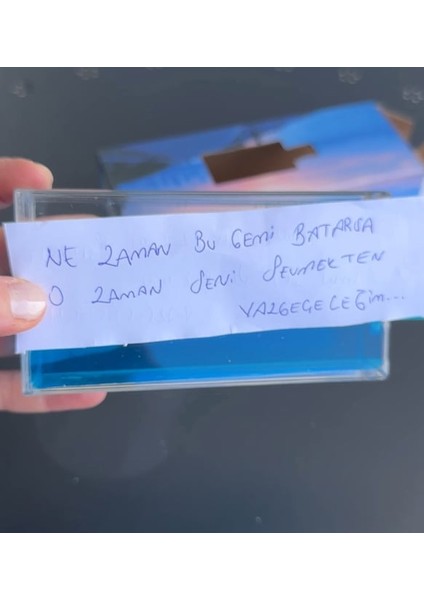 NE ZAMAN BU GEMİ BATARSA
O ZAMAN SENİ SEVMEKTEN
VAZGEÇECEĞİM...